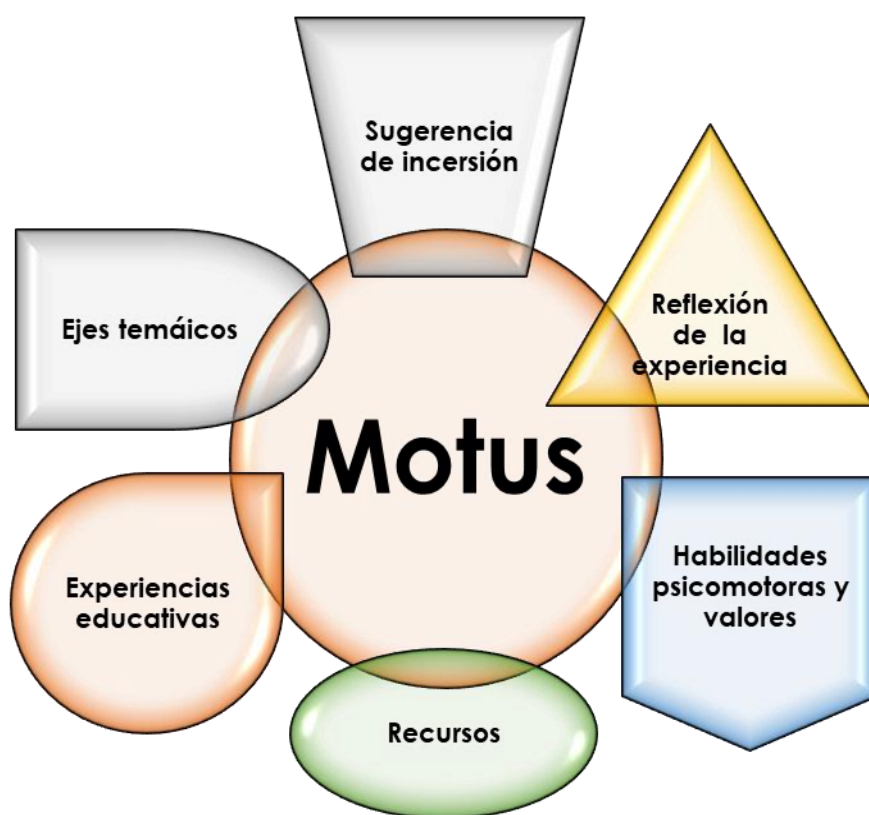 Sugerencia
de incersión
Reflexión
de la
experiencia
Ejes temáicos
Motus
Habilidades
psicomotoras y
valores
Experiencias
educativas
Recursos